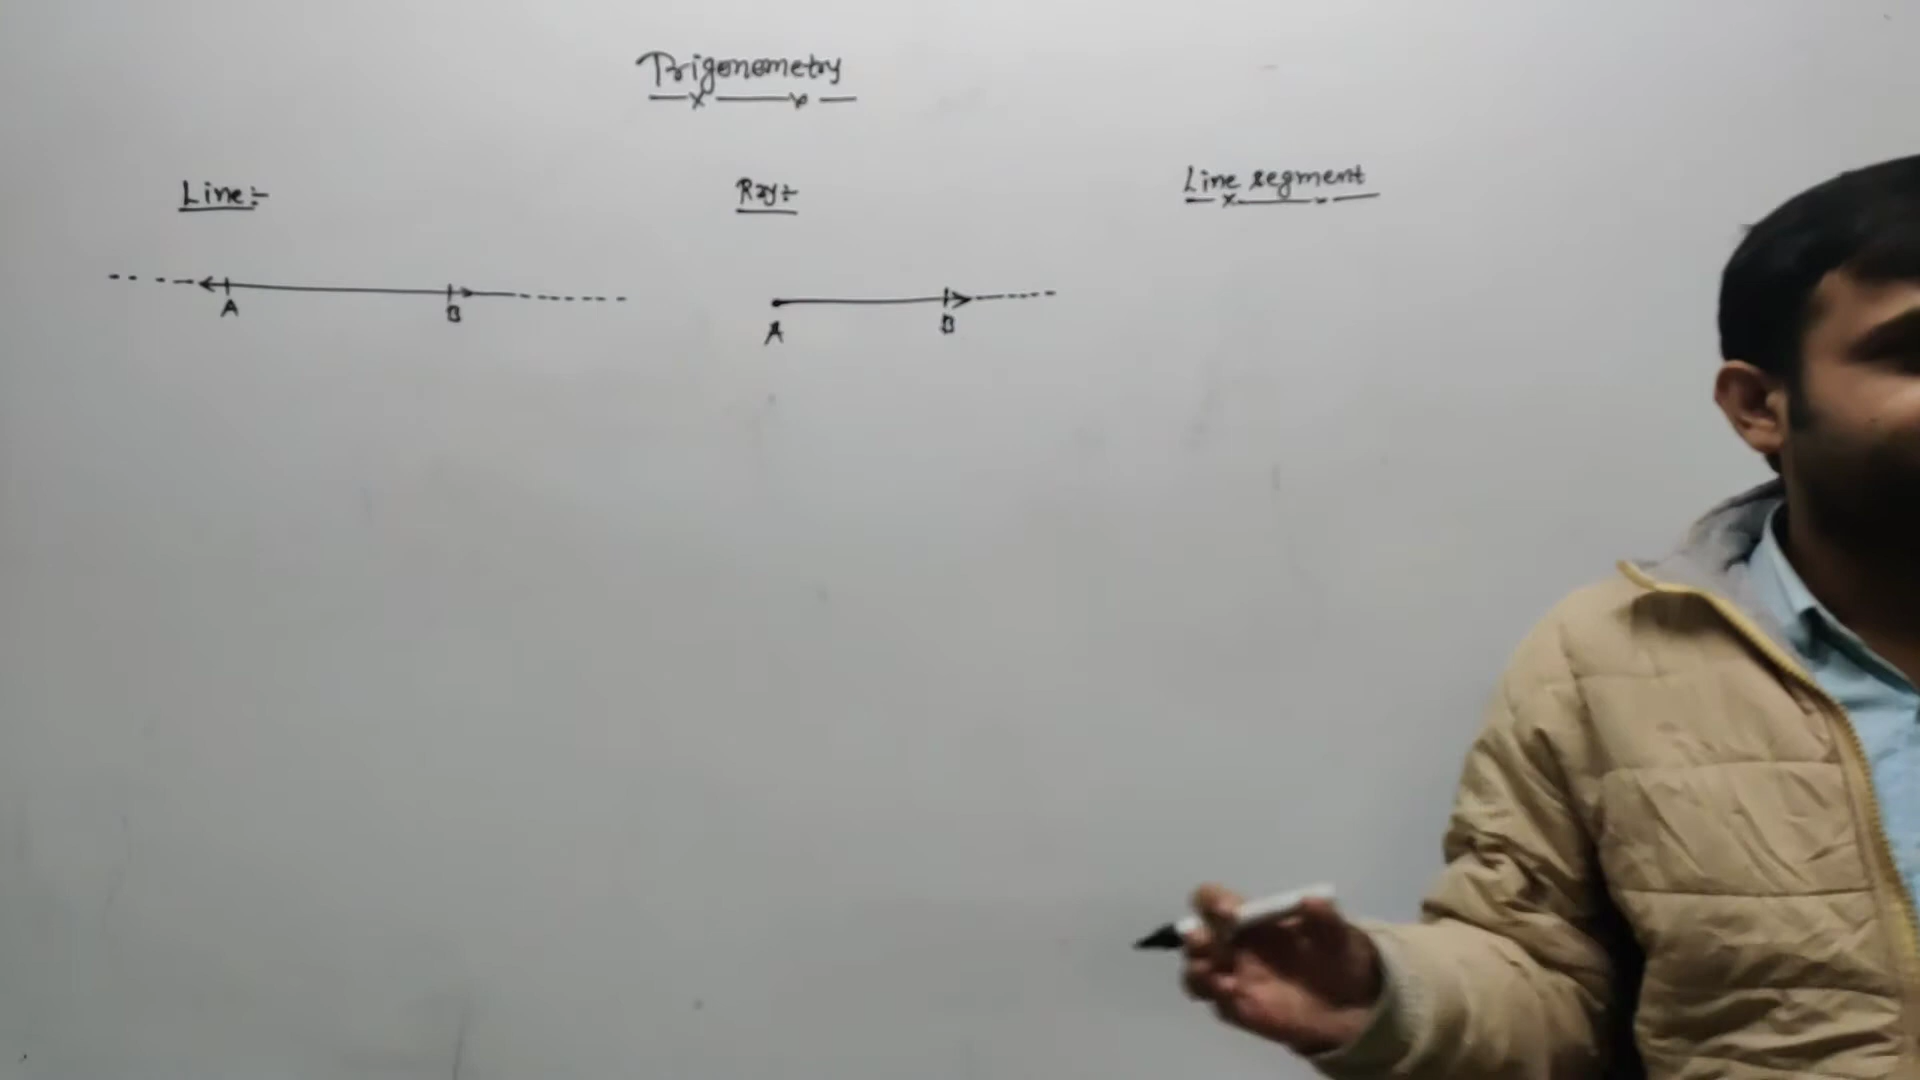 Trigonometry
Line:-
Ray:-
Line segment
A
B
A
B